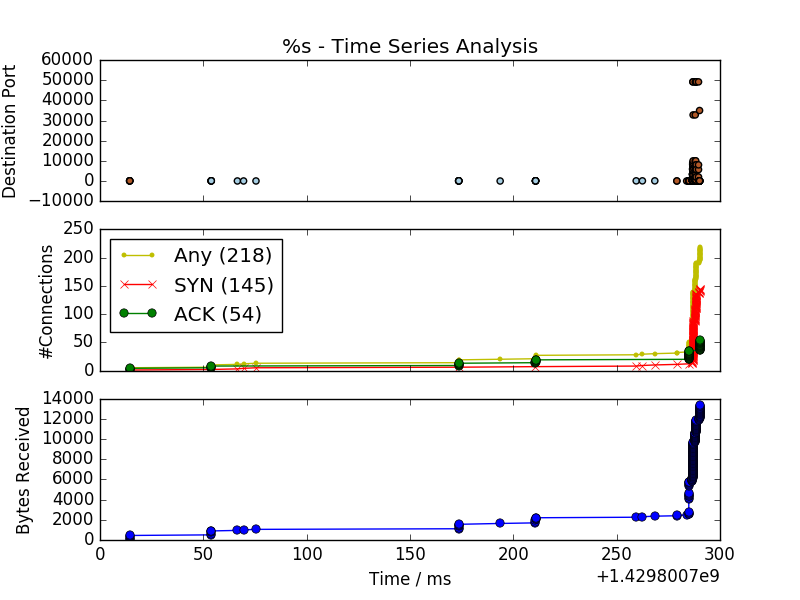 %s - Time Series Analysis
Destination Port
60000
50000
40000
30000
20000
10000
0
−10000
#Connections
250
200
150
100
50
0
Any (218)
SYN (145)
ACK (54)
Bytes Received
14000
12000
10000
8000
6000
4000
2000
0
0 50 100 150 200 250 300
Time / ms
+1.4298007e9